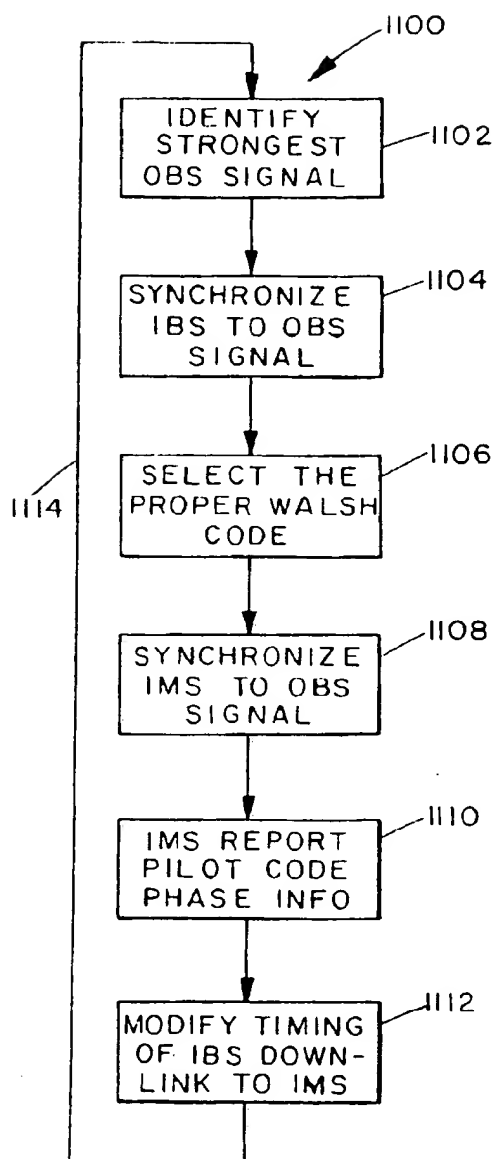 1100
IDENTIFY
STRONGEST
OBS SIGNAL
1102
SYNCHRONIZE
IBS TO OBS
SIGNAL
1104
SELECT THE
PROPER WALSH
CODE
1106
1114
SYNCHRONIZE
IMS TO OBS
SIGNAL
1108
IMS REPORT
PILOT CODE
PHASE INFO
1110
MODIFY TIMING
OF IBS DOWN-
LINK TO IMS
1112